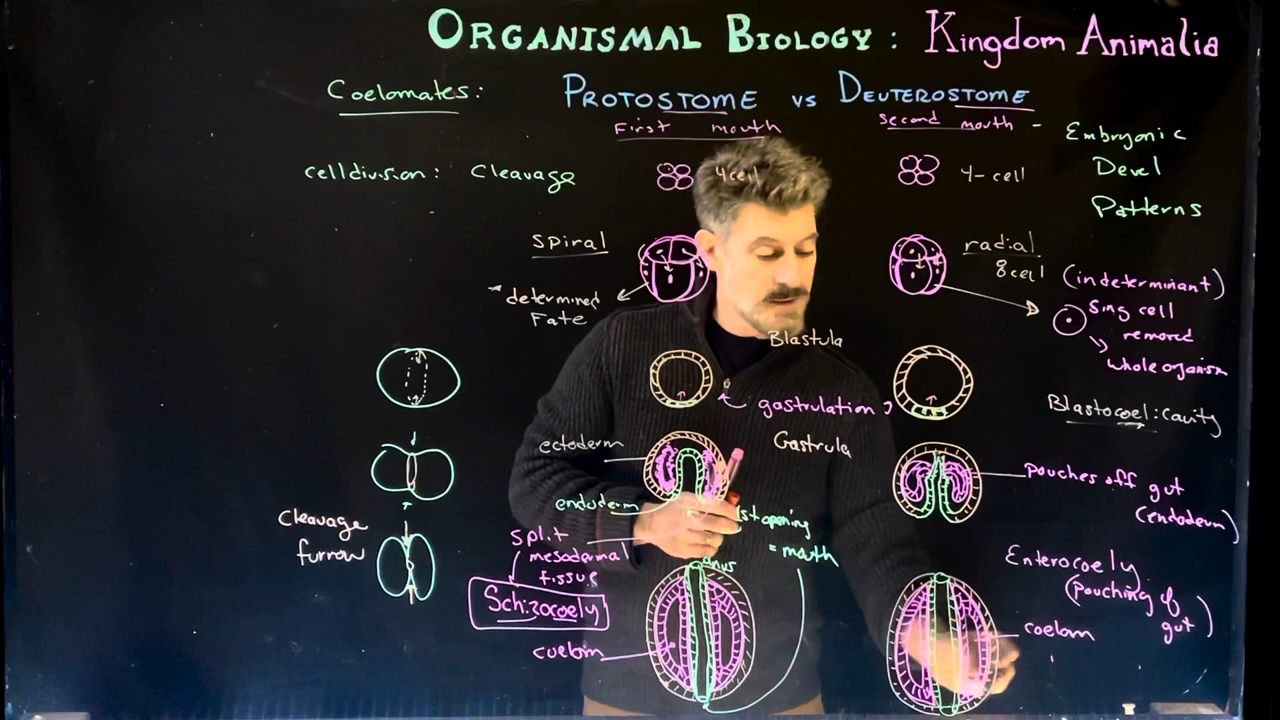 ORGANISMAL BIOLOGY: Kingdom Animalia
Coelomates: PROTOSTOME vs DEUTEROSTOME
First mouth second mouth - Embryonic
Devel
Patterns
celldivsion: Cleavage 4cell 4-cell
spiral radial
8cell
*determined
Fate
(indeterminant)
Sing cell
removed
whole organism
Blastula
gastrulation
Blastocoel: cavity
ectoderm Gastrula
pouches off gut
(endoderm)
endoderm 1st opening
= mouth
Cleavage
furrow
split
mesodermal
tissue
anus
Enterocoely
(pouching of
gut)
Schizocoely
coelom coelom